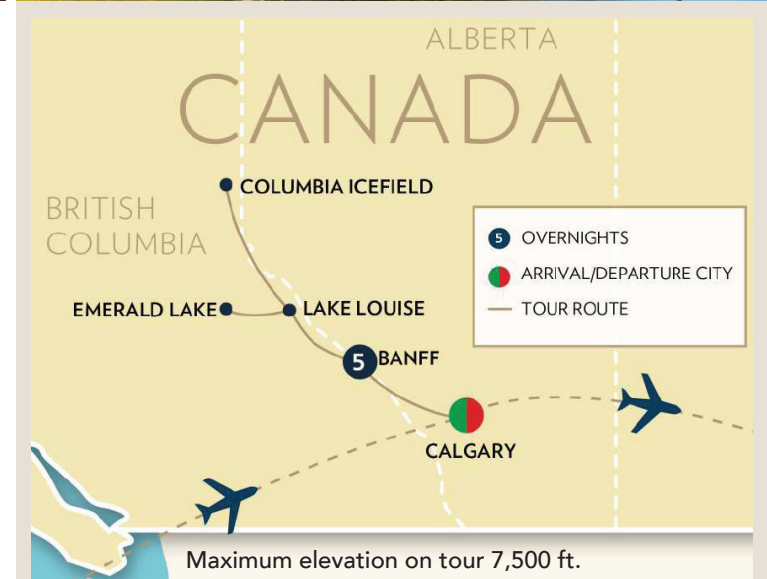 ALBERTA
CANADA
COLUMBIA ICEFIELD
BRITISH
COLUMBIA
5 OVERNIGHTS
ARRIVAL/DEPARTURE CITY
TOUR ROUTE
EMERALD LAKE
LAKE LOUISE
5 BANFF
CALGARY
Maximum elevation on tour 7,500 ft.